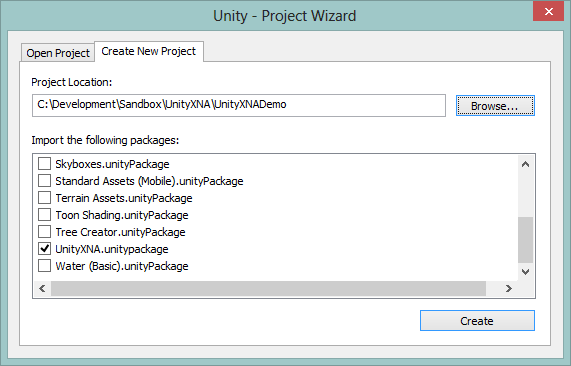 Unity - Project Wizard
Open Project
Create New Project
Project Location:
C:\Development\Sandbox\UnityXNA\UnityXNADemo
Browse...
Import the following packages:
Skyboxes.unityPackage
Standard Assets (Mobile).unityPackage
Terrain Assets.unityPackage
Toon Shading.unityPackage
Tree Creator.unityPackage
UnityXNA.unitypackage
Water (Basic).unityPackage
Create